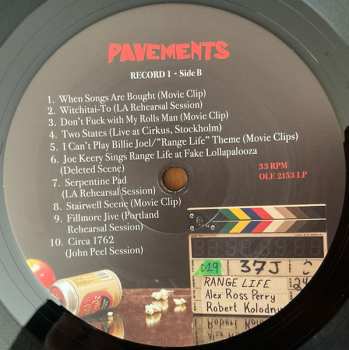 PAVEMENTS
RECORD 1 - Side B
1. When Songs Are Bought (Movie Clip)
2. Witchitai-To (LA Rehearsal Session)
3. Don't Fuck with My Rolls Man (Movie Clip)
4. Two States (Live at Cirkus, Stockholm)
5. I Can't Play Billie Joel/"Range Life" Theme (Movie Clips)
6. Joe Keery Sings Range Life at Fake Lollapalooza
(Deleted Scene)
7. Serpentine Pad
(LA Rehearsal Session)
8. Stairwell Scene (Movie Clip)
9. Fillmore Jive (Portland
Rehearsal Session)
10. Circa 1762
(John Peel Session)
33 RPM
OLE 2153 LP
029 37J
RANGE LIFE 24
Alex Ross Perry
Robert Kolodny